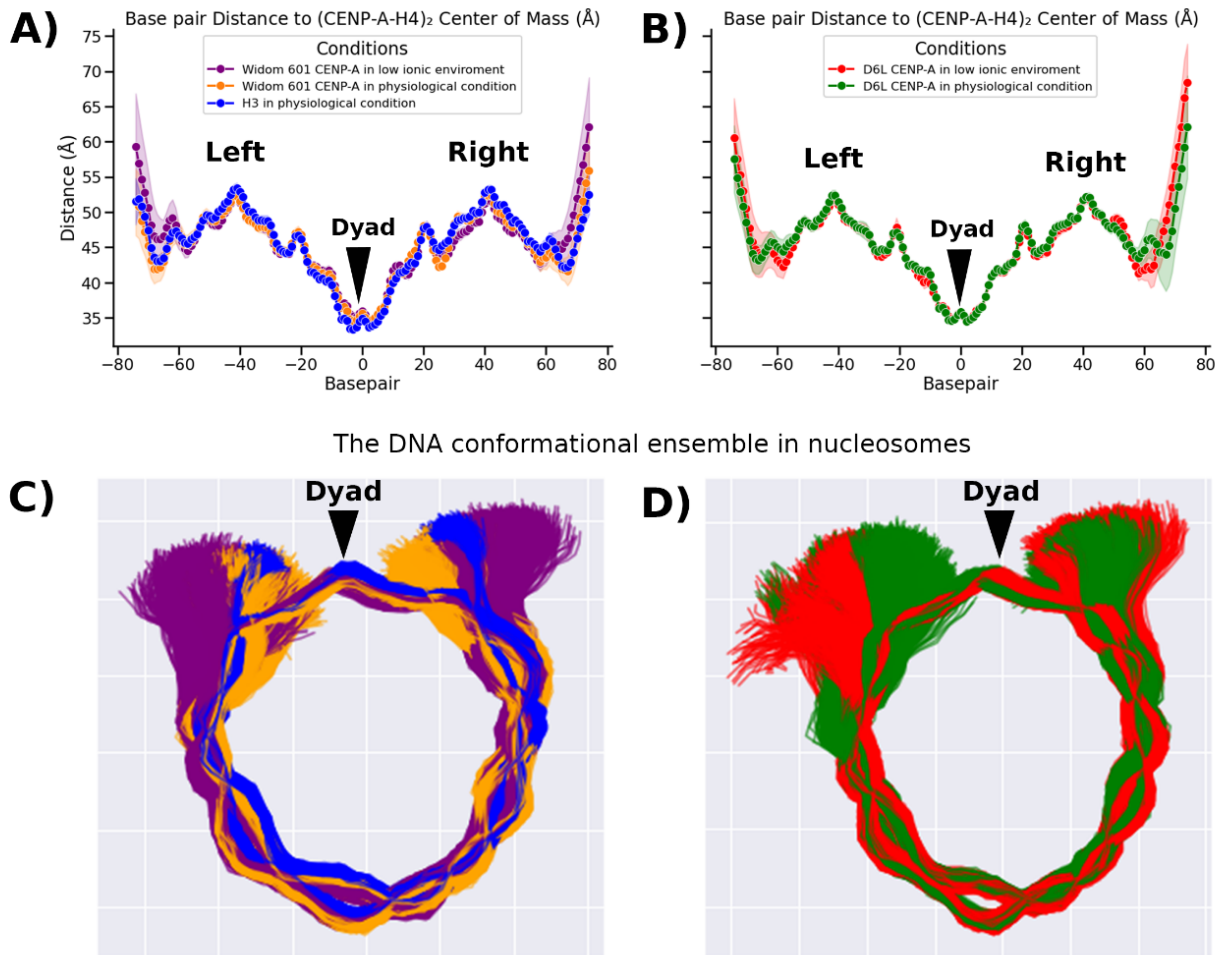 A)
Base pair Distance to (CENP-A-H4)₂ Center of Mass (Å)
75
70
65
60
55
50
45
40
35
Distance (Å)
Conditions
Widom 601 CENP-A in low ionic enviroment
Widom 601 CENP-A in physiological condition
H3 in physiological condition
Left
Right
Dyad
−80 −60 −40 −20 0 20 40 60 80
Basepair
B)
Base pair Distance to (CENP-A-H4)₂ Center of Mass (Å)
Conditions
D6L CENP-A in low ionic enviroment
D6L CENP-A in physiological condition
Left
Right
Dyad
−80 −60 −40 −20 0 20 40 60 80
Basepair
The DNA conformational ensemble in nucleosomes
C)
Dyad
D)
Dyad